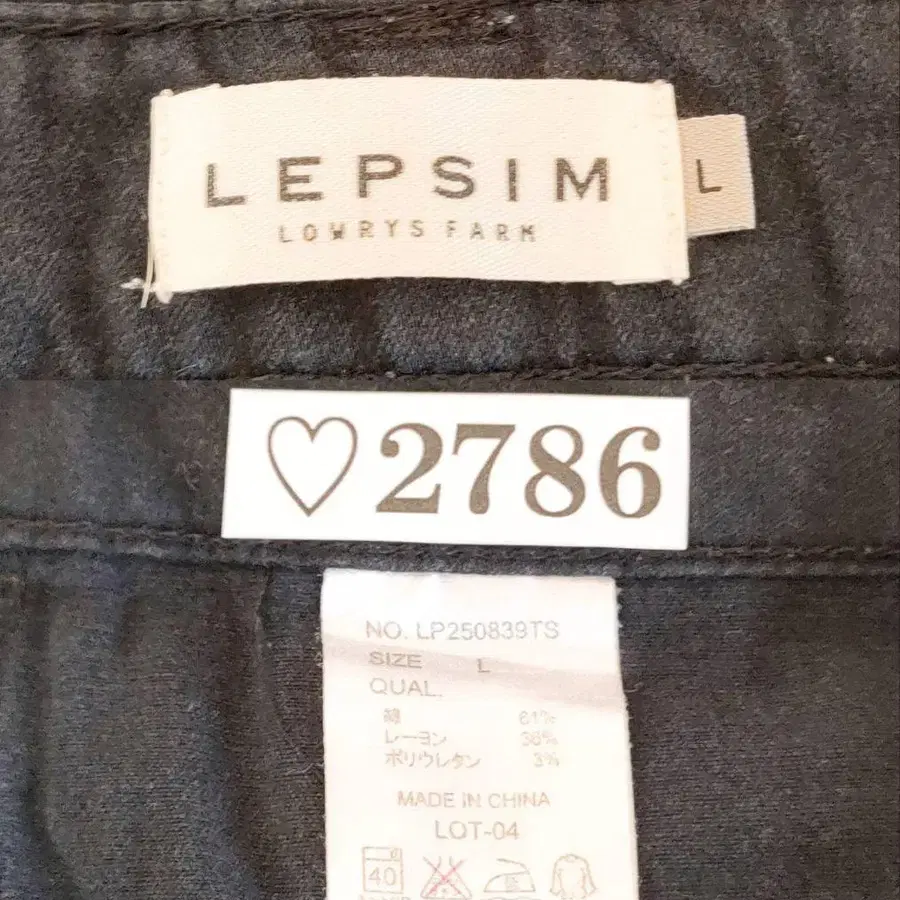 LEPSIM
L
LOWRYS FARM
♡2786
NO. LP250839TS
SIZE L
QUAL.
綿 61%
レーヨン 36%
ポリウレタン 3%
MADE IN CHINA
LOT-04
40